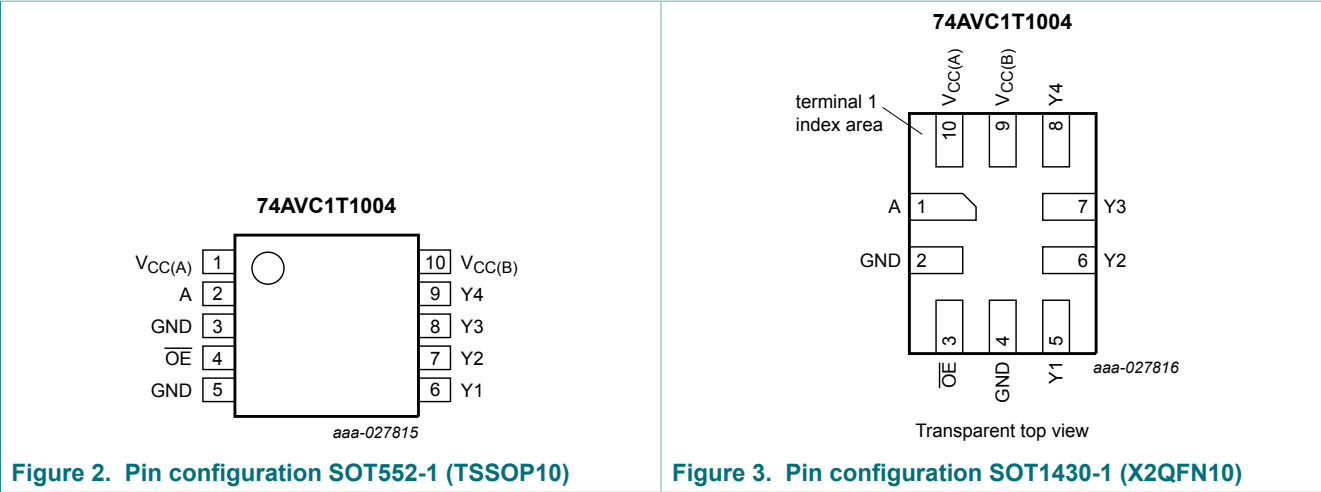 74AVC1T1004
VCC(A) 1
A 2
GND 3
OE 4
GND 5
10 VCC(B)
9 Y4
8 Y3
7 Y2
6 Y1
aaa-027815
Figure 2. Pin configuration SOT552-1 (TSSOP10)
74AVC1T1004
terminal 1
index area
VCC(A)
VCC(B)
Y4
10
9
8
A 1
GND 2
7 Y3
6 Y2
3
4
5
OE
GND
Y1
aaa-027816
Transparent top view
Figure 3. Pin configuration SOT1430-1 (X2QFN10)